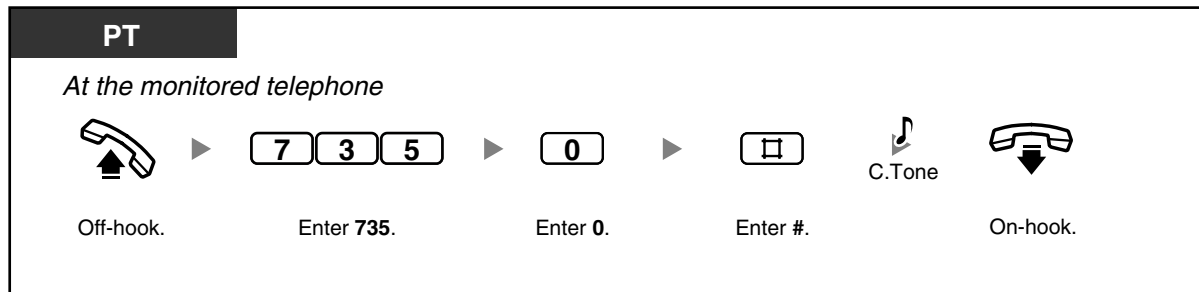 PT
At the monitored telephone
7 3 5 0 #
C.Tone
Off-hook. Enter 735. Enter 0. Enter #. On-hook.